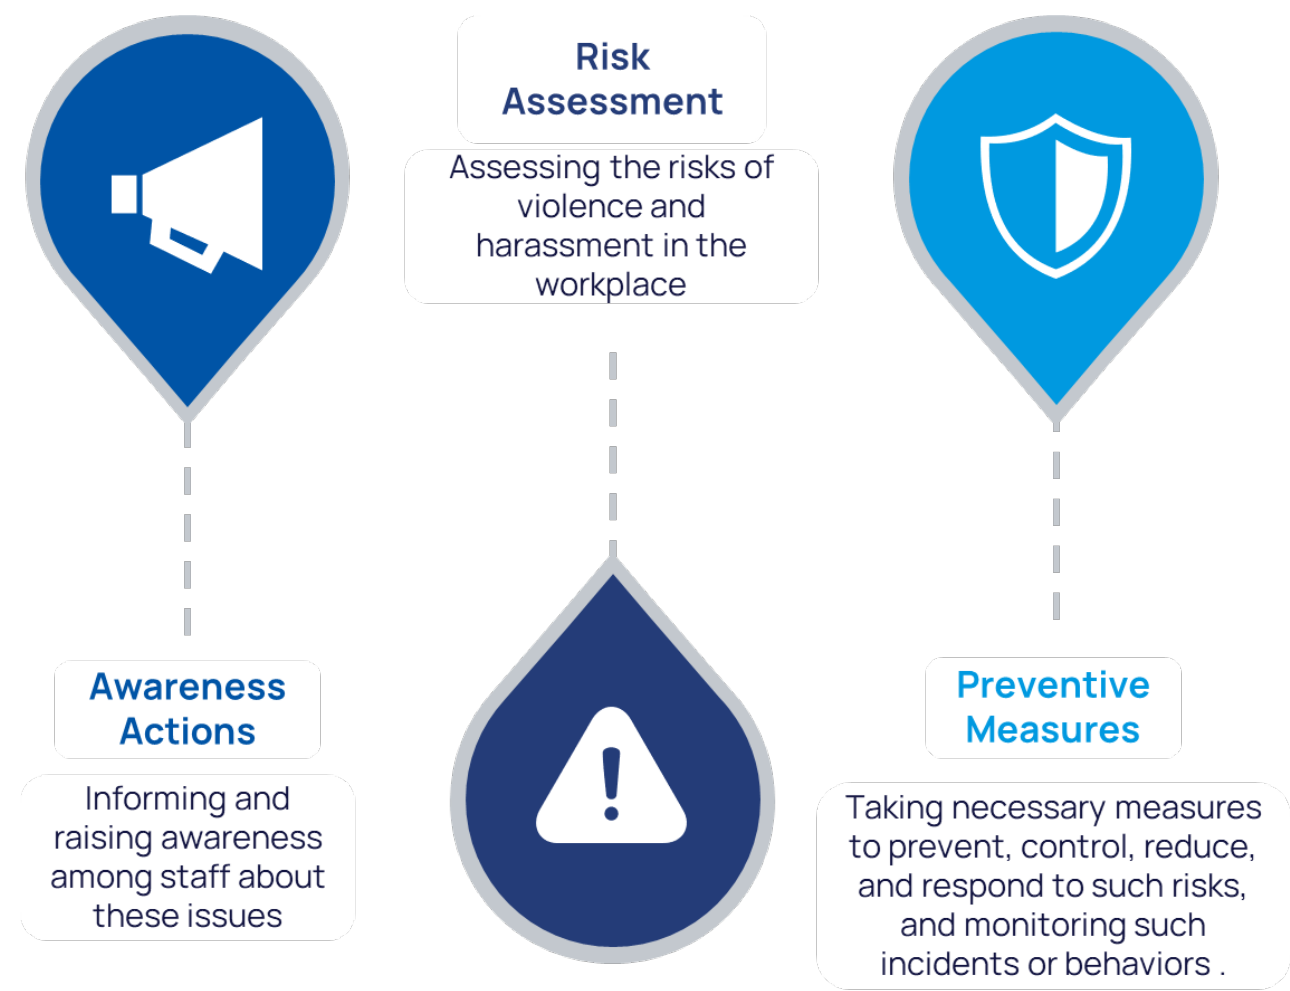 Awareness
Actions
Informing and
raising awareness
among staff about
these issues
Risk
Assessment
Assessing the risks of
violence and
harassment in the
workplace
Preventive
Measures
Taking necessary measures
to prevent, control, reduce,
and respond to such risks,
and monitoring such
incidents or behaviors .